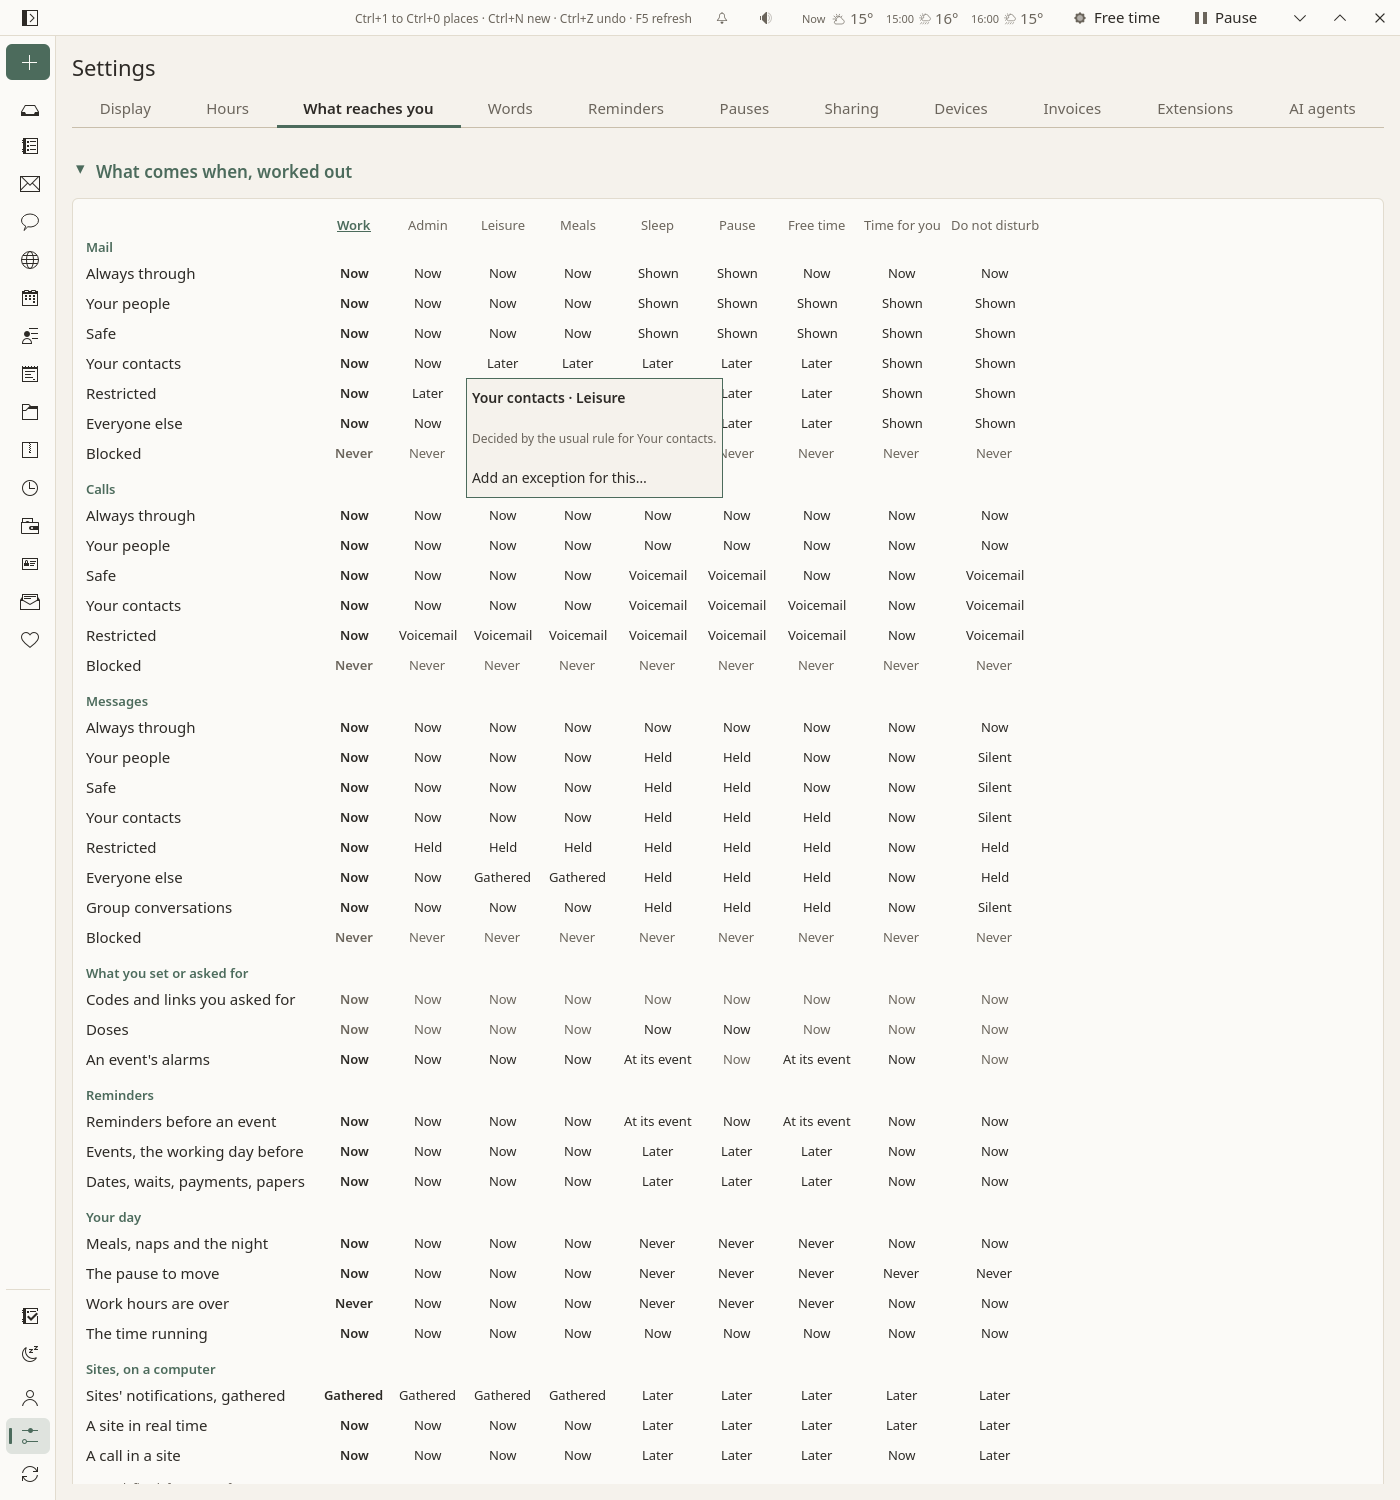 Ctrl+1 to Ctrl+0 places · Ctrl+N new · Ctrl+Z undo · F5 refresh Now 15° 15:00 16° 16:00 15° Free time Pause
Settings
Display Hours What reaches you Words Reminders Pauses Sharing Devices Invoices Extensions AI agents
What comes when, worked out
Work Admin Leisure Meals Sleep Pause Free time Time for you Do not disturb
Mail
Always through Now Now Now Now Shown Shown Now Now Now
Your people Now Now Now Now Shown Shown Shown Shown Shown
Safe Now Now Now Now Shown Shown Shown Shown Shown
Your contacts Now Now Later Later Later Later Later Shown Shown
Restricted Now Later Later Later Shown Shown
Everyone else Now Now Later Later Shown Shown
Blocked Never Never Never Never Never Never
Your contacts · Leisure
Decided by the usual rule for Your contacts.
Add an exception for this...
Calls
Always through Now Now Now Now Now Now Now Now Now
Your people Now Now Now Now Now Now Now Now Now
Safe Now Now Now Now Voicemail Voicemail Now Now Voicemail
Your contacts Now Now Now Now Voicemail Voicemail Voicemail Now Voicemail
Restricted Now Voicemail Voicemail Voicemail Voicemail Voicemail Voicemail Now Voicemail
Blocked Never Never Never Never Never Never Never Never Never
Messages
Always through Now Now Now Now Now Now Now Now Now
Your people Now Now Now Now Held Held Now Now Silent
Safe Now Now Now Now Held Held Now Now Silent
Your contacts Now Now Now Now Held Held Held Now Silent
Restricted Now Held Held Held Held Held Held Now Held
Everyone else Now Now Gathered Gathered Held Held Held Now Held
Group conversations Now Now Now Now Held Held Held Now Silent
Blocked Never Never Never Never Never Never Never Never Never
What you set or asked for
Codes and links you asked for Now Now Now Now Now Now Now Now Now
Doses Now Now Now Now Now Now Now Now Now
An event's alarms Now Now Now Now At its event Now At its event Now Now
Reminders
Reminders before an event Now Now Now Now At its event Now At its event Now Now
Events, the working day before Now Now Now Now Later Later Later Now Now
Dates, waits, payments, papers Now Now Now Now Later Later Later Now Now
Your day
Meals, naps and the night Now Now Now Now Never Never Never Now Now
The pause to move Now Now Now Now Never Never Never Never Never
Work hours are over Never Now Now Now Never Never Never Now Now
The time running Now Now Now Now Now Now Now Now Now
Sites, on a computer
Sites' notifications, gathered Gathered Gathered Gathered Gathered Later Later Later Later Later
A site in real time Now Now Now Now Later Later Later Later Later
A call in a site Now Now Now Now Later Later Later Now Later